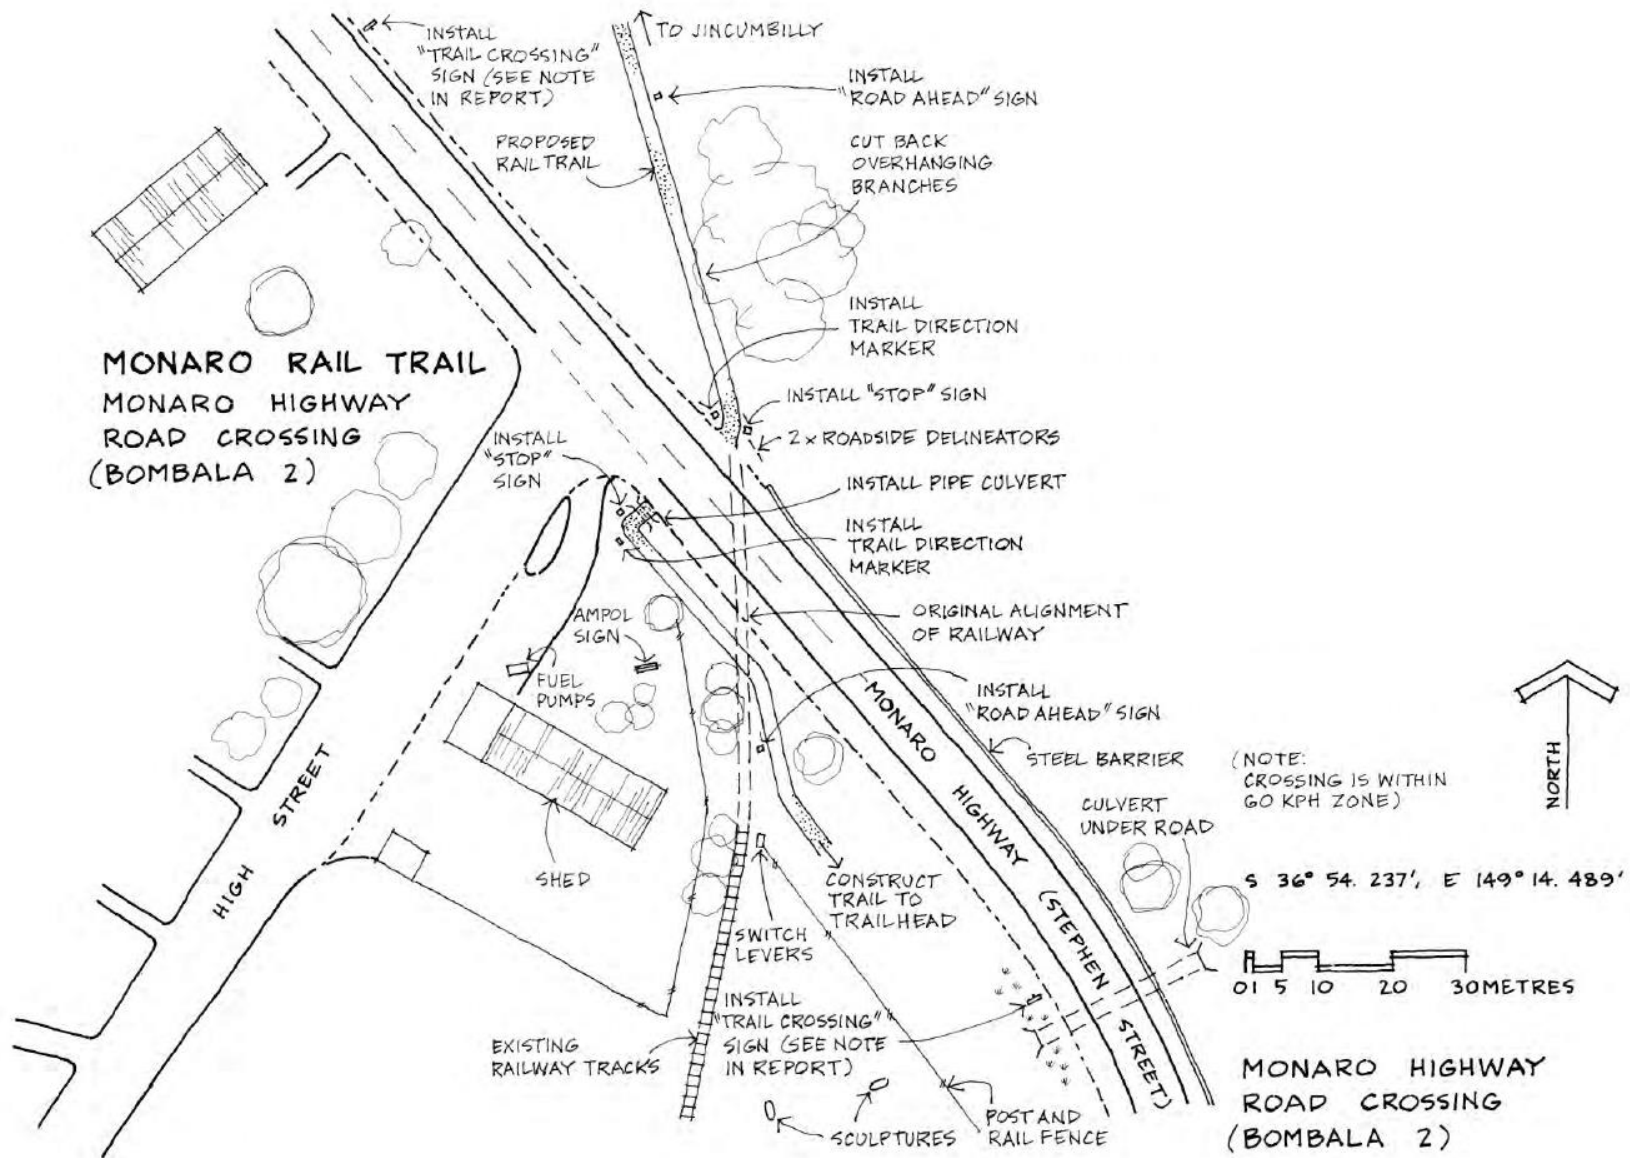 INSTALL
"TRAIL CROSSING"
SIGN (SEE NOTE
IN REPORT)
TO JINCUMBILLY
INSTALL
"ROAD AHEAD" SIGN
PROPOSED
RAIL TRAIL
CUT BACK
OVERHANGING
BRANCHES
INSTALL
TRAIL DIRECTION
MARKER
MONARO RAIL TRAIL
MONARO HIGHWAY
ROAD CROSSING
(BOMBALA 2)
INSTALL "STOP" SIGN
2 x ROADSIDE DELINEATORS
INSTALL
"STOP"
SIGN
INSTALL PIPE CULVERT
INSTALL
TRAIL DIRECTION
MARKER
AMPOL
SIGN
ORIGINAL ALIGNMENT
OF RAILWAY
FUEL
PUMPS
INSTALL
"ROAD AHEAD" SIGN
STEEL BARRIER
MONARO HIGHWAY (STEPHEN STREET)
(NOTE:
CROSSING IS WITHIN
60 KPH ZONE)
NORTH
CULVERT
UNDER ROAD
HIGH STREET
SHED
CONSTRUCT
TRAIL TO
TRAILHEAD
S 36° 54. 237', E 149° 14. 489'
SWITCH
LEVERS
01 5 10 20 30 METRES
INSTALL
"TRAIL CROSSING"
SIGN (SEE NOTE
IN REPORT)
EXISTING
RAILWAY TRACKS
SCULPTURES
POST AND
RAIL FENCE
MONARO HIGHWAY
ROAD CROSSING
(BOMBALA 2)